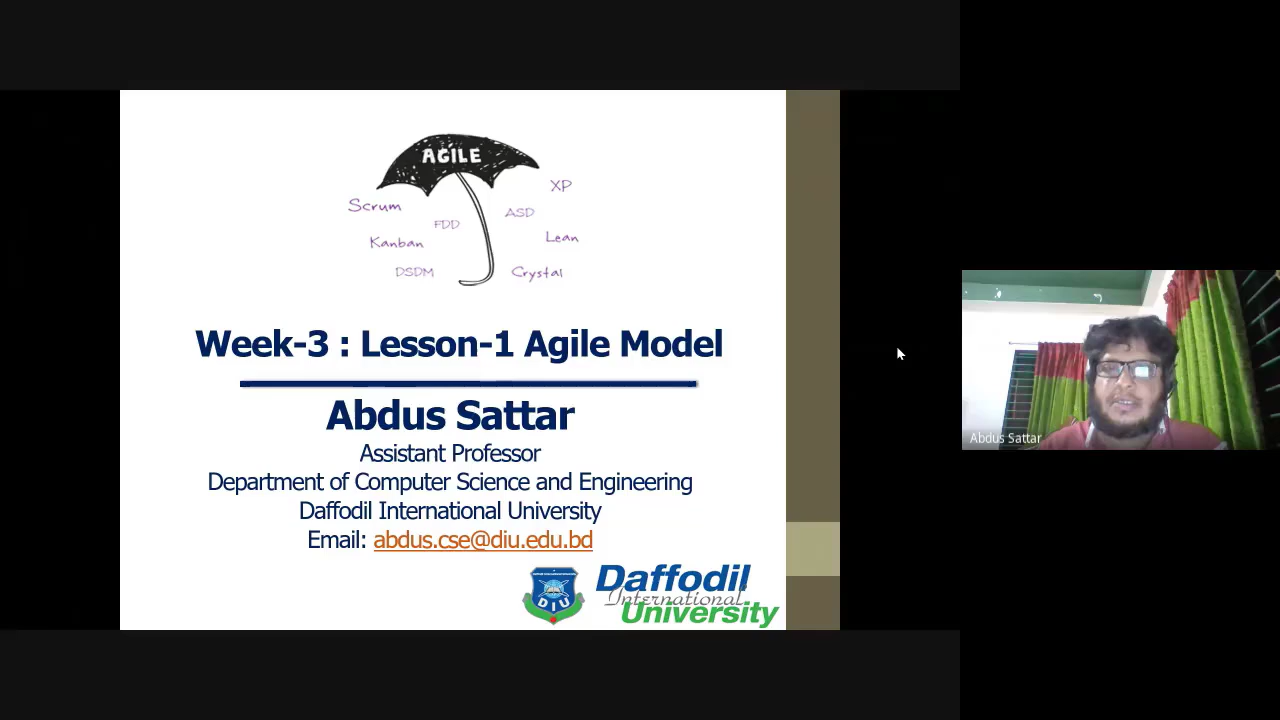 AGILE
XP
Scrum
ASD
FDD
Kanban
Lean
DSDM
Crystal
Week-3 : Lesson-1 Agile Model
Abdus Sattar
Assistant Professor
Department of Computer Science and Engineering
Daffodil International University
Email: abdus.cse@diu.edu.bd
DIU
Daffodil
International
University
Abdus Sattar